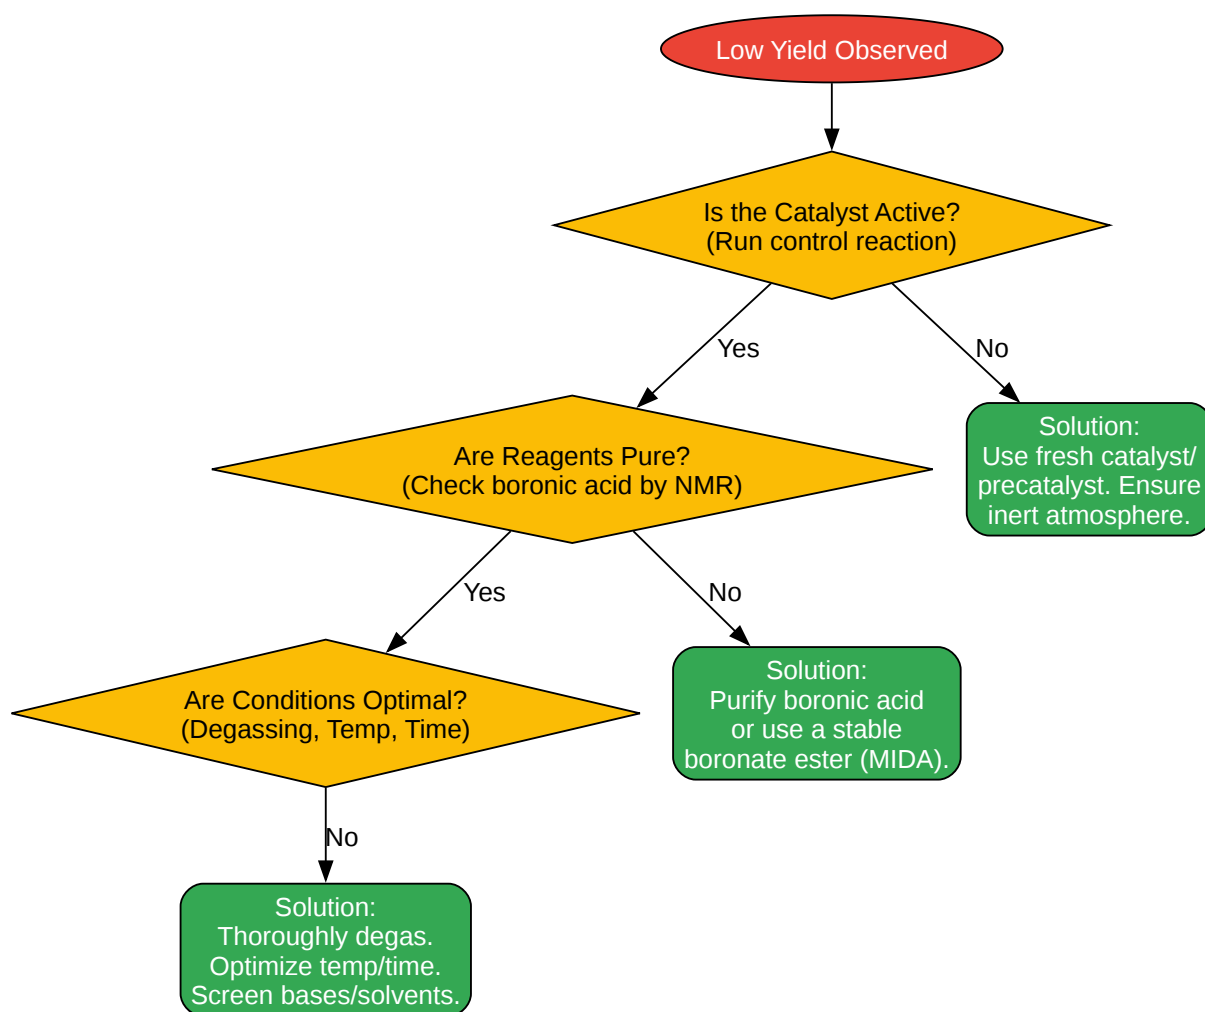 Low Yield Observed
Is the Catalyst Active?
(Run control reaction)
Yes
No
Are Reagents Pure?
(Check boronic acid by NMR)
Solution:
Use fresh catalyst/
precatalyst. Ensure
inert atmosphere.
Yes
No
Are Conditions Optimal?
(Degassing, Temp, Time)
Solution:
Purify boronic acid
or use a stable
boronate ester (MIDA).
No
Solution:
Thoroughly degas.
Optimize temp/time.
Screen bases/solvents.